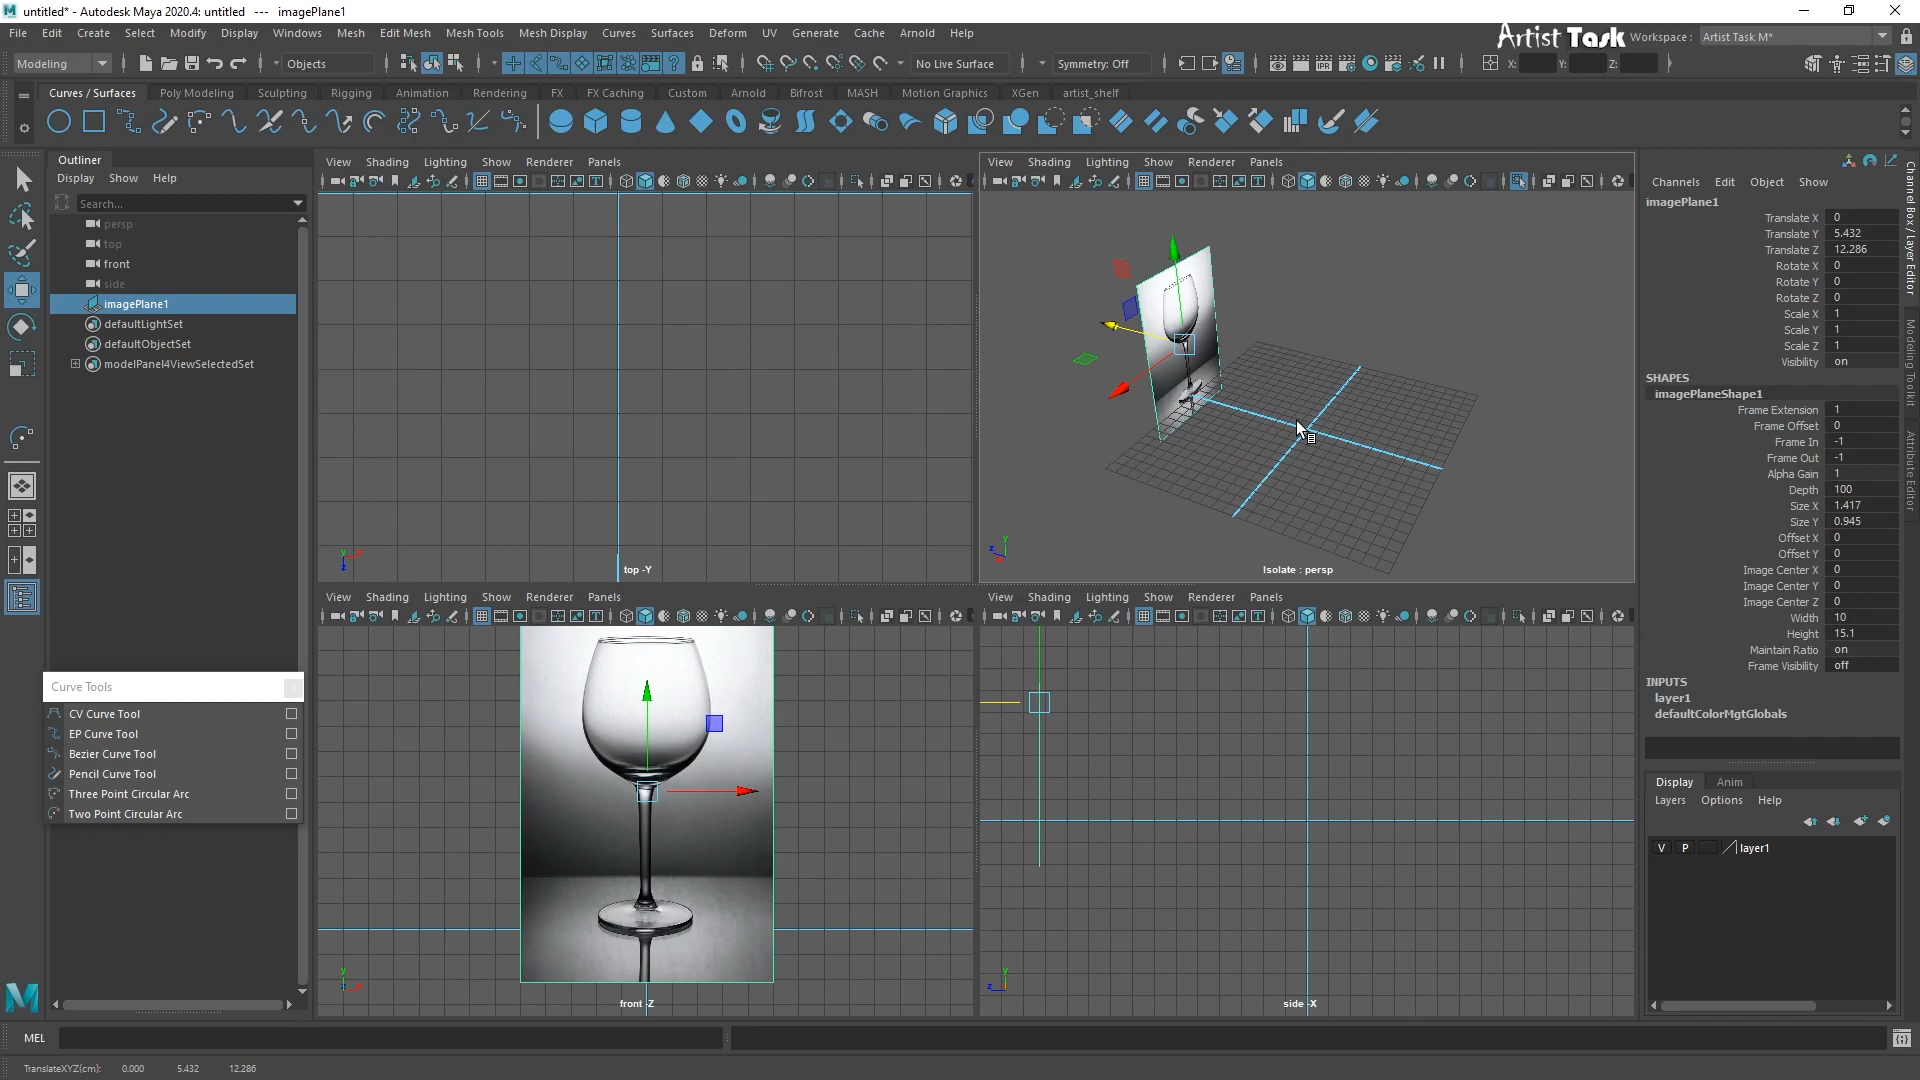 untitled* - Autodesk Maya 2020.4: untitled   ---   imagePlane1
File Edit Create Select Modify Display Windows Mesh Edit Mesh Mesh Tools Mesh Display Curves Surfaces Deform UV Generate Cache Arnold Help
Artist Task Workspace : Artist Task M*
Modeling Objects No Live Surface Symmetry: Off X: Y: Z:
Curves / Surfaces Poly Modeling Sculpting Rigging Animation Rendering FX FX Caching Custom Arnold Bifrost MASH Motion Graphics XGen artist_shelf
Outliner
Display Show Help
Search...
persp
top
front
side
imagePlane1
defaultLightSet
defaultObjectSet
modelPanel4ViewSelectedSet
Curve Tools
CV Curve Tool
EP Curve Tool
Bezier Curve Tool
Pencil Curve Tool
Three Point Circular Arc
Two Point Circular Arc
View Shading Lighting Show Renderer Panels
y
z
top -Y
View Shading Lighting Show Renderer Panels
IPR
y
z
Isolate : persp
View Shading Lighting Show Renderer Panels
y
front -Z
View Shading Lighting Show Renderer Panels
y
z
side -X
Channels Edit Object Show
imagePlane1
Translate X 0
Translate Y 5.432
Translate Z 12.286
Rotate X 0
Rotate Y 0
Rotate Z 0
Scale X 1
Scale Y 1
Scale Z 1
Visibility on
SHAPES
imagePlaneShape1
Frame Extension 1
Frame Offset 0
Frame In -1
Frame Out -1
Alpha Gain 1
Depth 100
Size X 1.417
Size Y 0.945
Offset X 0
Offset Y 0
Image Center X 0
Image Center Y 0
Image Center Z 0
Width 10
Height 15.1
Maintain Ratio on
Frame Visibility off
INPUTS
layer1
defaultColorMgtGlobals
Display Anim
Layers Options Help
V P layer1
Channel Box / Layer Editor
Modeling Toolkit
Attribute Editor
MEL
TranslateXYZ(cm): 0.000 5.432 12.286